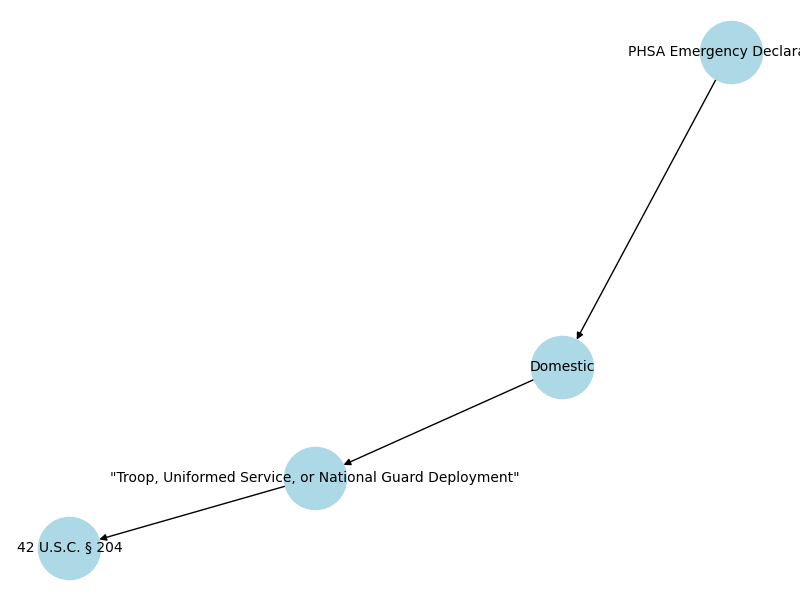 PHSA Emergency Declara
Domestic
"Troop, Uniformed Service, or National Guard Deployment"
42 U.S.C. § 204